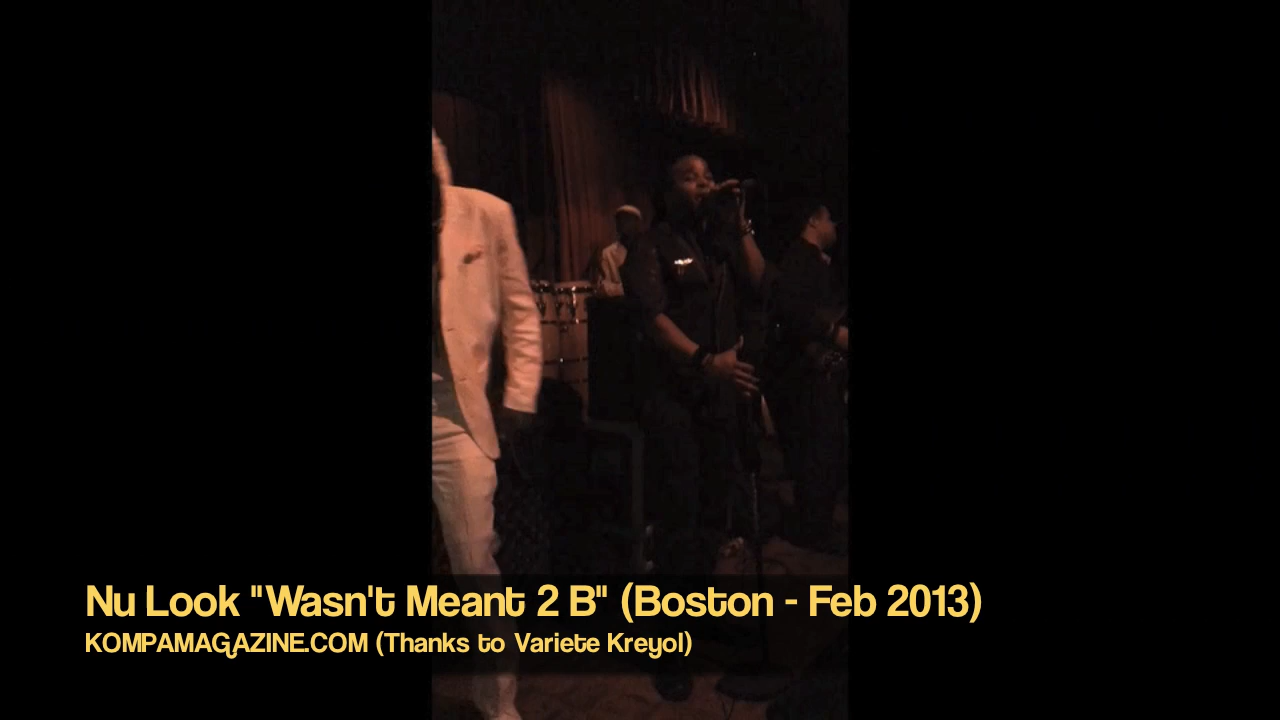 Nu Look "Wasn't Meant 2 B" (Boston - Feb 2013)
KOMPAMAGAZINE.COM (Thanks to Variete Kreyol)